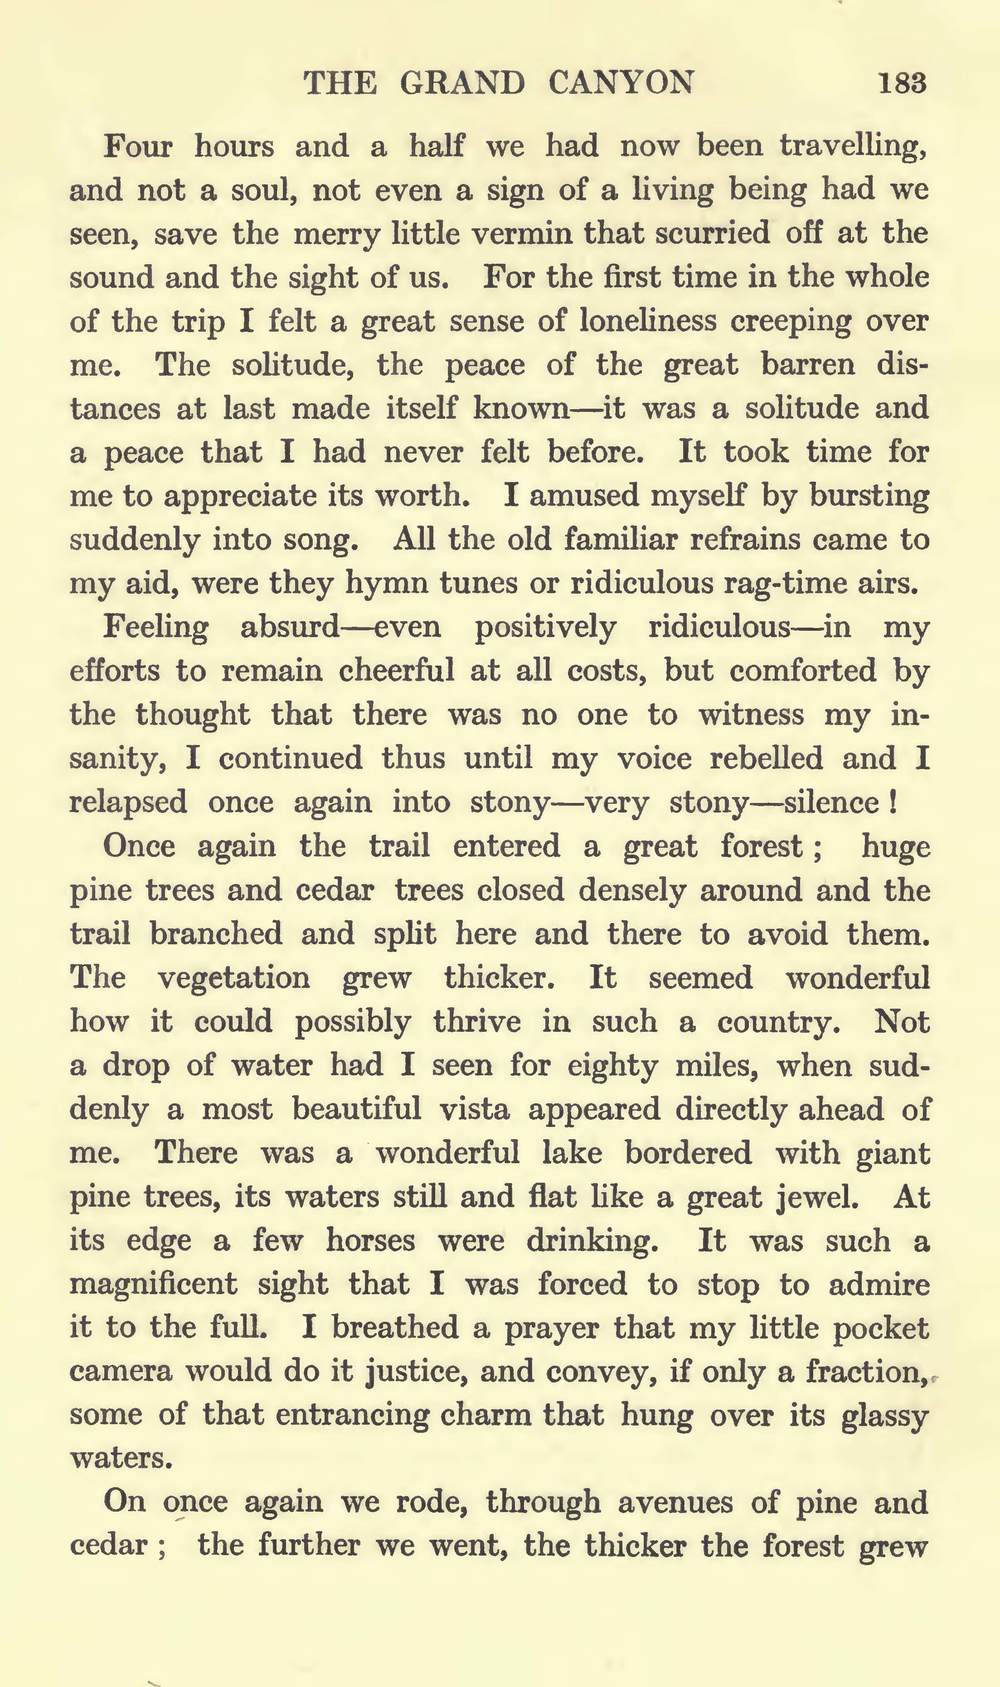 THE GRAND CANYON 183
Four hours and a half we had now been travelling,
and not a soul, not even a sign of a living being had we
seen, save the merry little vermin that scurried off at the
sound and the sight of us. For the first time in the whole
of the trip I felt a great sense of loneliness creeping over
me. The solitude, the peace of the great barren dis-
tances at last made itself known—it was a solitude and
a peace that I had never felt before. It took time for
me to appreciate its worth. I amused myself by bursting
suddenly into song. All the old familiar refrains came to
my aid, were they hymn tunes or ridiculous rag-time airs.
Feeling absurd—even positively ridiculous—in my
efforts to remain cheerful at all costs, but comforted by
the thought that there was no one to witness my in-
sanity, I continued thus until my voice rebelled and I
relapsed once again into stony—very stony—silence !
Once again the trail entered a great forest ; huge
pine trees and cedar trees closed densely around and the
trail branched and split here and there to avoid them.
The vegetation grew thicker. It seemed wonderful
how it could possibly thrive in such a country. Not
a drop of water had I seen for eighty miles, when sud-
denly a most beautiful vista appeared directly ahead of
me. There was a wonderful lake bordered with giant
pine trees, its waters still and flat like a great jewel. At
its edge a few horses were drinking. It was such a
magnificent sight that I was forced to stop to admire
it to the full. I breathed a prayer that my little pocket
camera would do it justice, and convey, if only a fraction,
some of that entrancing charm that hung over its glassy
waters.
On once again we rode, through avenues of pine and
cedar ; the further we went, the thicker the forest grew